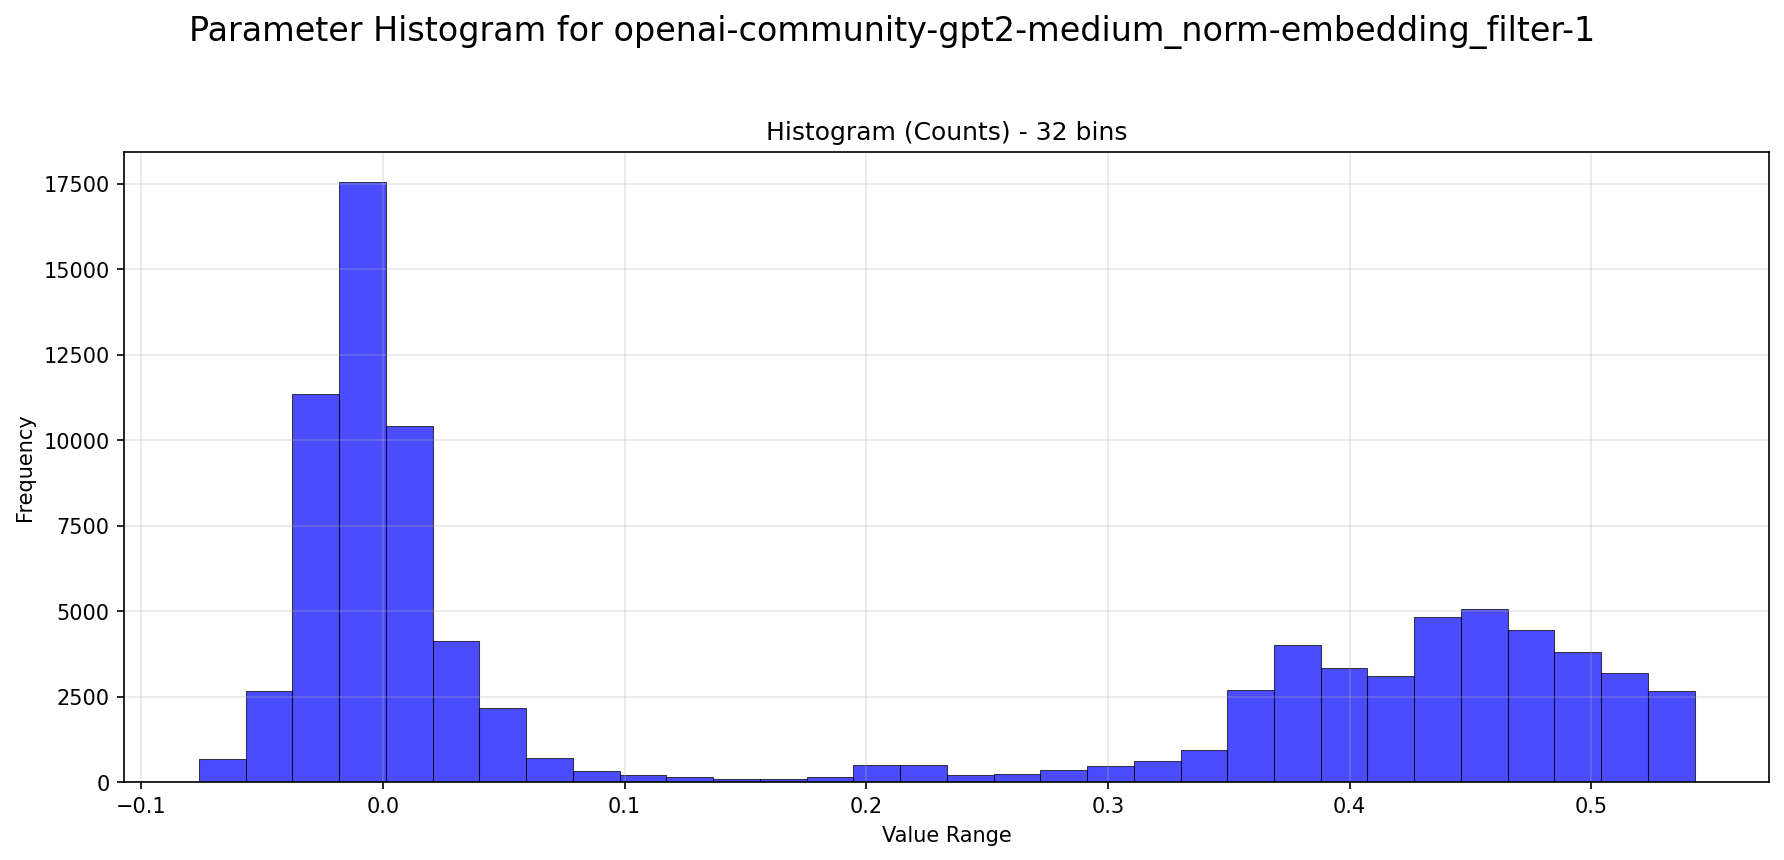 Parameter Histogram for openai-community-gpt2-medium_norm-embedding_filter-1
Histogram (Counts) - 32 bins
17500
15000
12500
10000
7500
5000
2500
0
Frequency
−0.1 0.0 0.1 0.2 0.3 0.4 0.5
Value Range